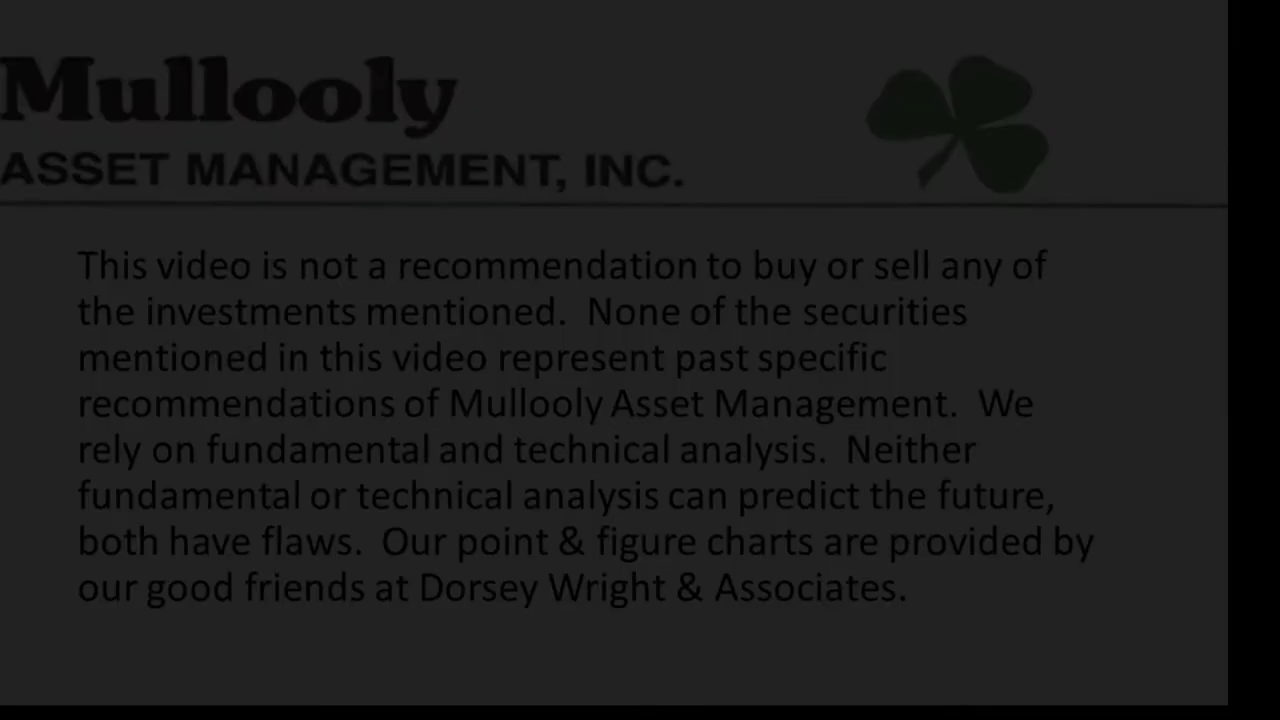 Mullooly
ASSET MANAGEMENT, INC.
This video is not a recommendation to buy or sell any of
the investments mentioned.  None of the securities
mentioned in this video represent past specific
recommendations of Mullooly Asset Management.  We
rely on fundamental and technical analysis.  Neither
fundamental or technical analysis can predict the future,
both have flaws.  Our point & figure charts are provided by
our good friends at Dorsey Wright & Associates.